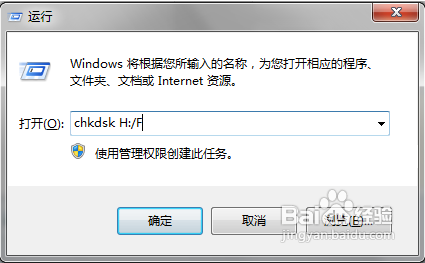 运行
Windows 将根据您所输入的名称，为您打开相应的程序、
文件夹、文档或 Internet 资源。
打开(O): chkdsk H:/F
使用管理权限创建此任务。
确定 取消 浏览(B)...
Baidu 经验
jingyan.baidu.com